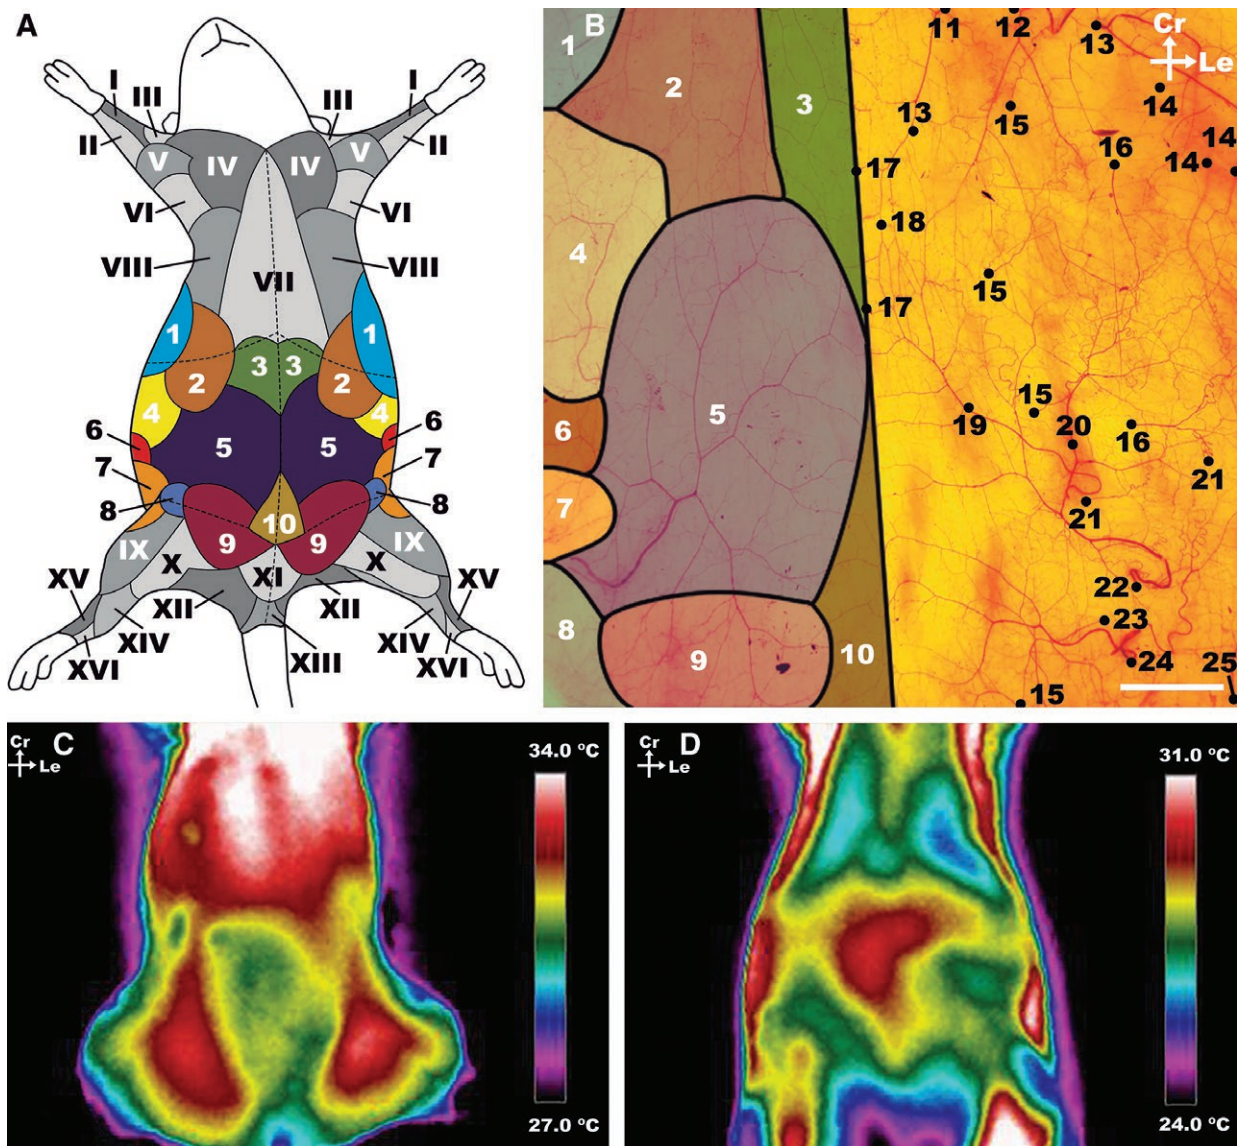 A
I
III
III
I
II
II
V
IV
IV
V
VI
VI
VIII
VII
VIII
1
1
2
3
3
2
4
4
6
5
5
6
7
7
8
8
10
9
9
IX
IX
X
X
XI
XV
XV
XII
XII
XIV
XIV
XVI
XIII
XVI
B
1
2
3
4
5
6
7
8
9
10
11
12
13
Cr
Le
14
13
15
14
14
16
17
18
15
17
15
19
20
16
21
21
22
23
24
25
15
Cr
C
Le
34.0 °C
27.0 °C
Cr
D
Le
31.0 °C
24.0 °C